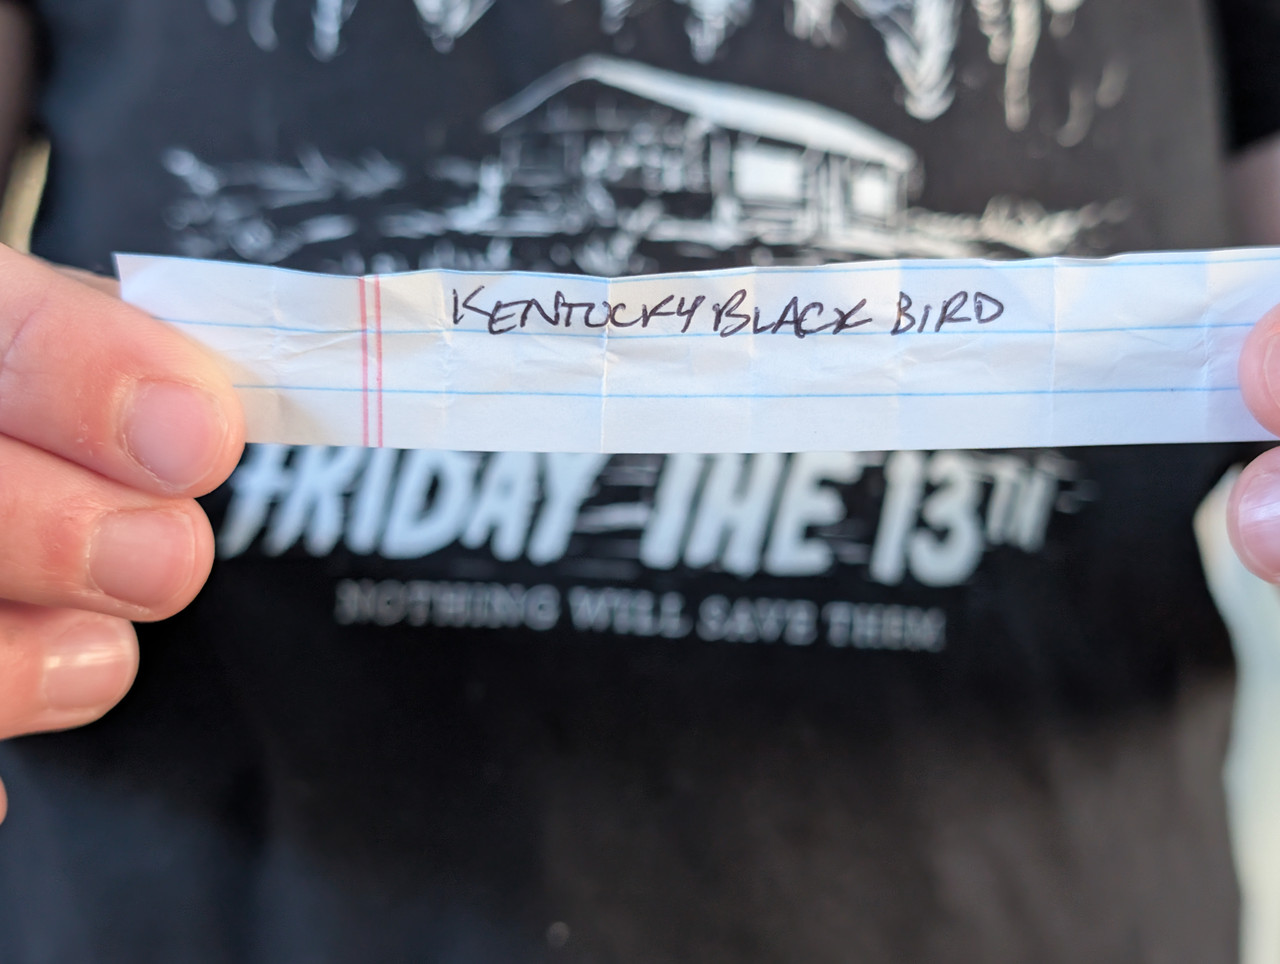 KENTUCKY BLACK BIRD
FRIDAY THE 13TH
NOTHING WILL SAVE THEM